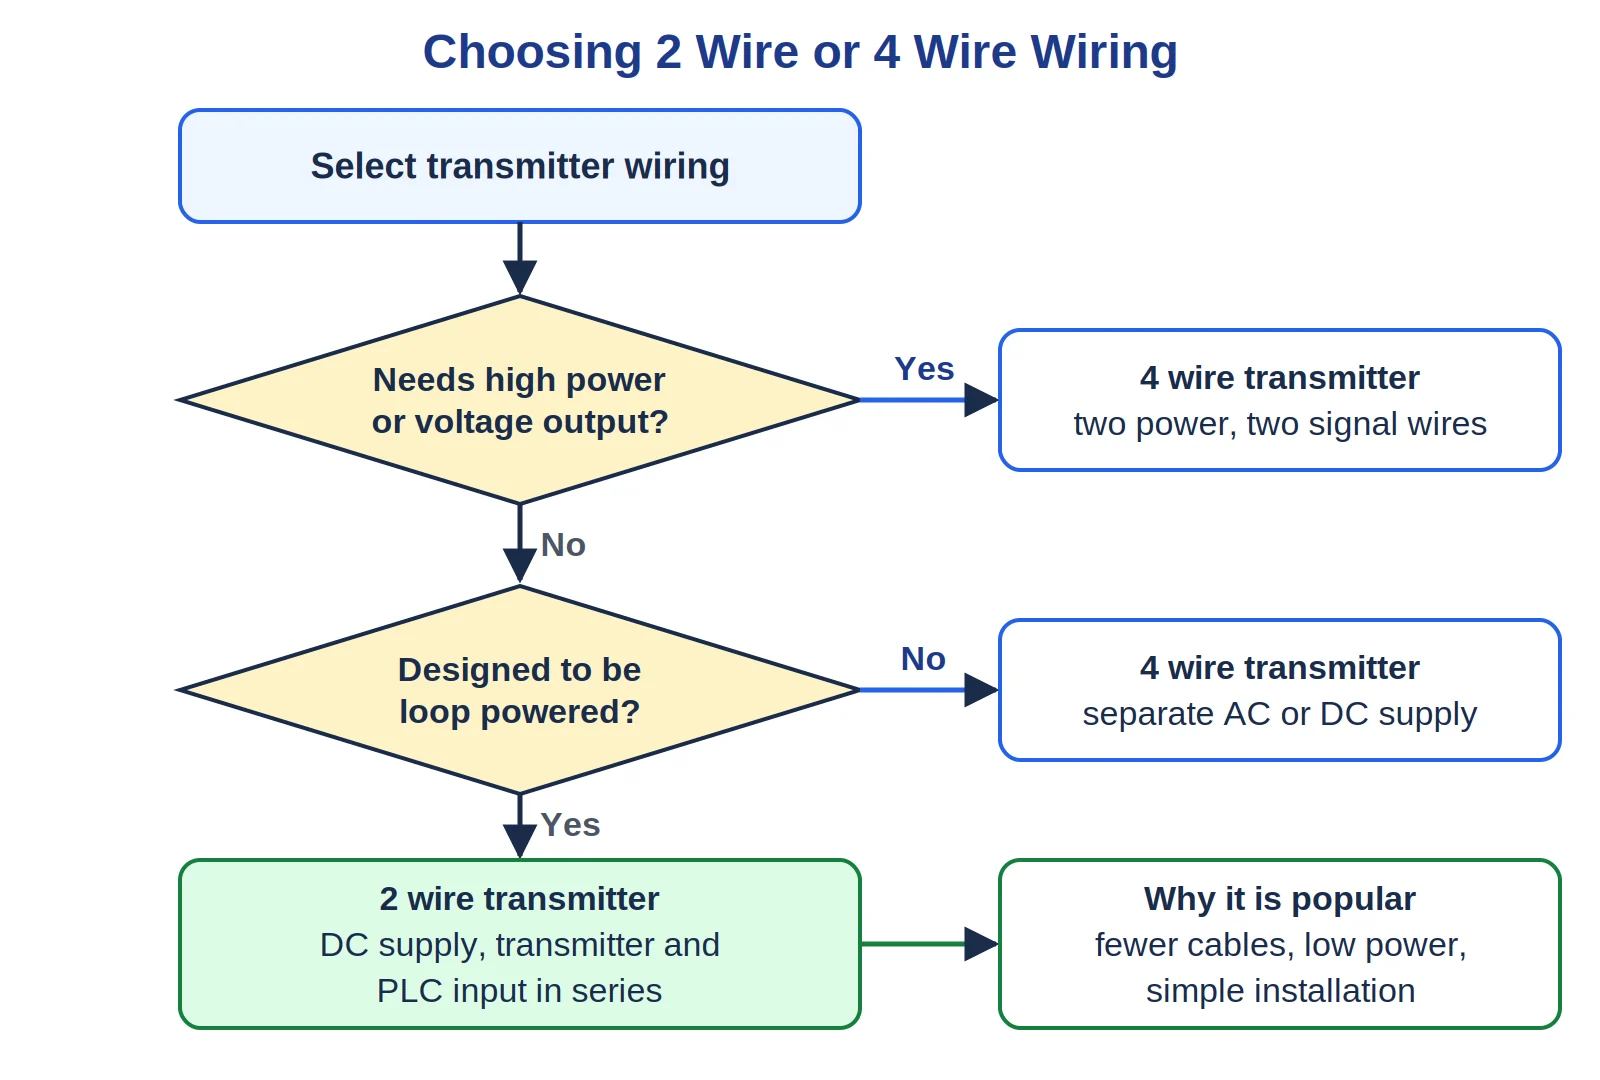 Choosing 2 Wire or 4 Wire Wiring
Select transmitter wiring
Needs high power
or voltage output?
Yes
4 wire transmitter
two power, two signal wires
No
Designed to be
loop powered?
No
4 wire transmitter
separate AC or DC supply
Yes
2 wire transmitter
DC supply, transmitter and
PLC input in series
Why it is popular
fewer cables, low power,
simple installation